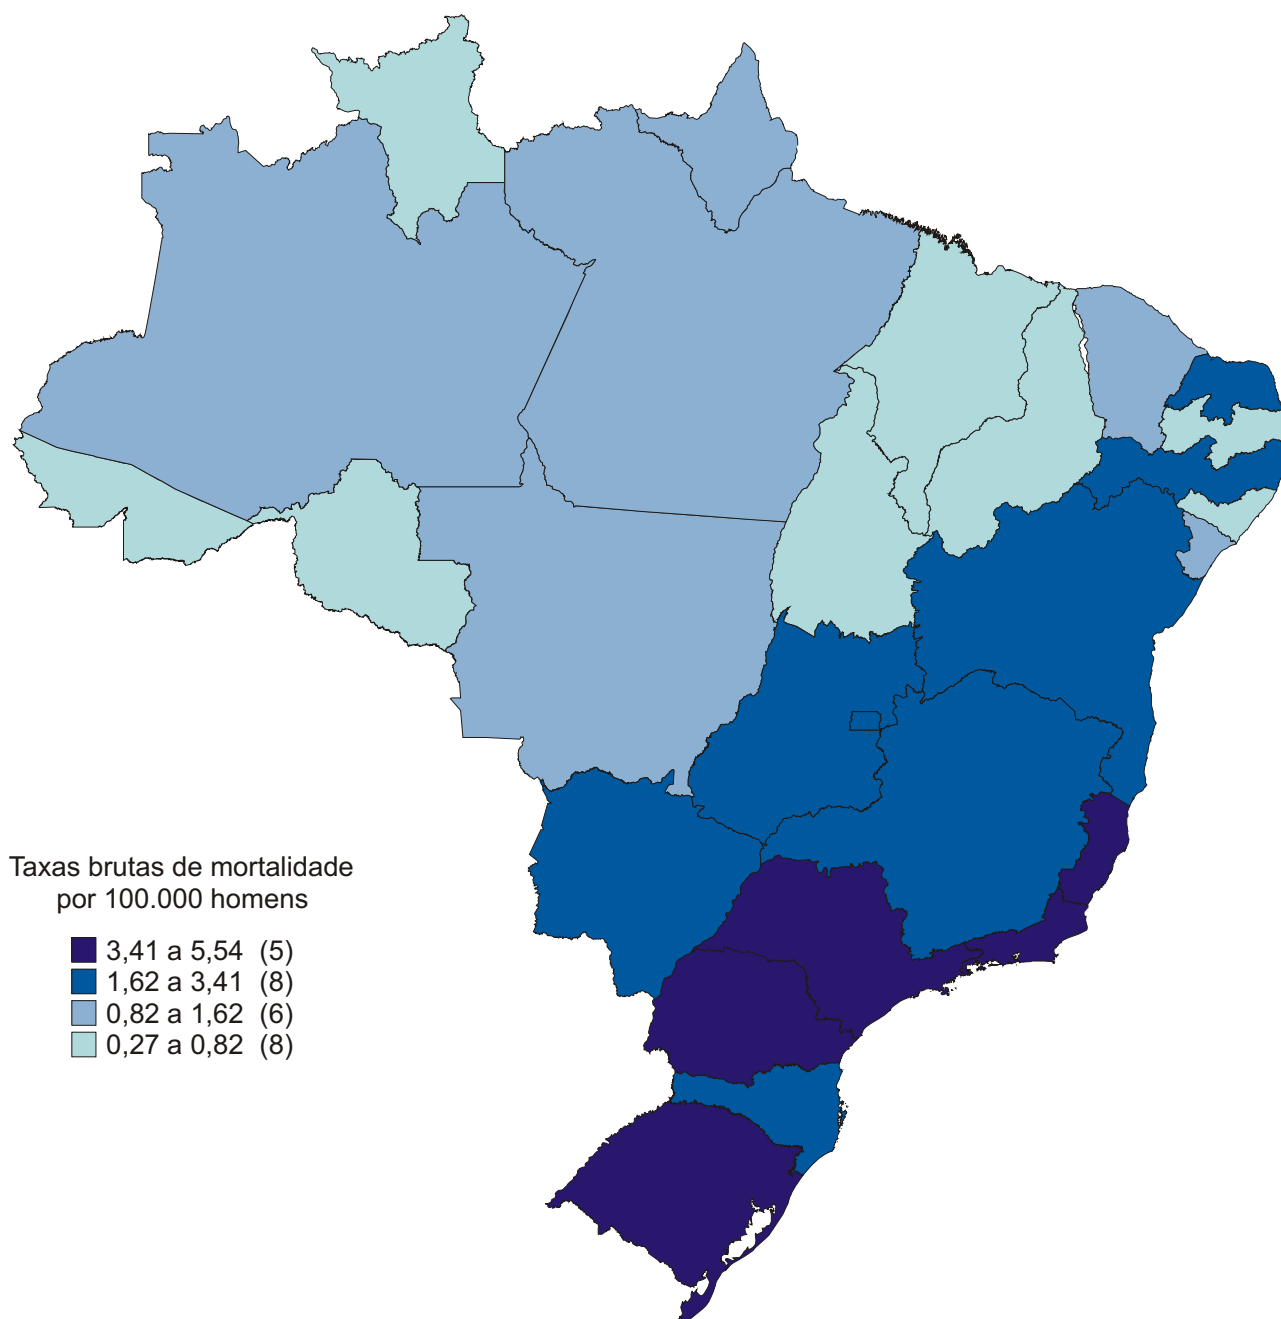 Taxas brutas de mortalidade
por 100.000 homens
3,41 a 5,54 (5)
1,62 a 3,41 (8)
0,82 a 1,62 (6)
0,27 a 0,82 (8)